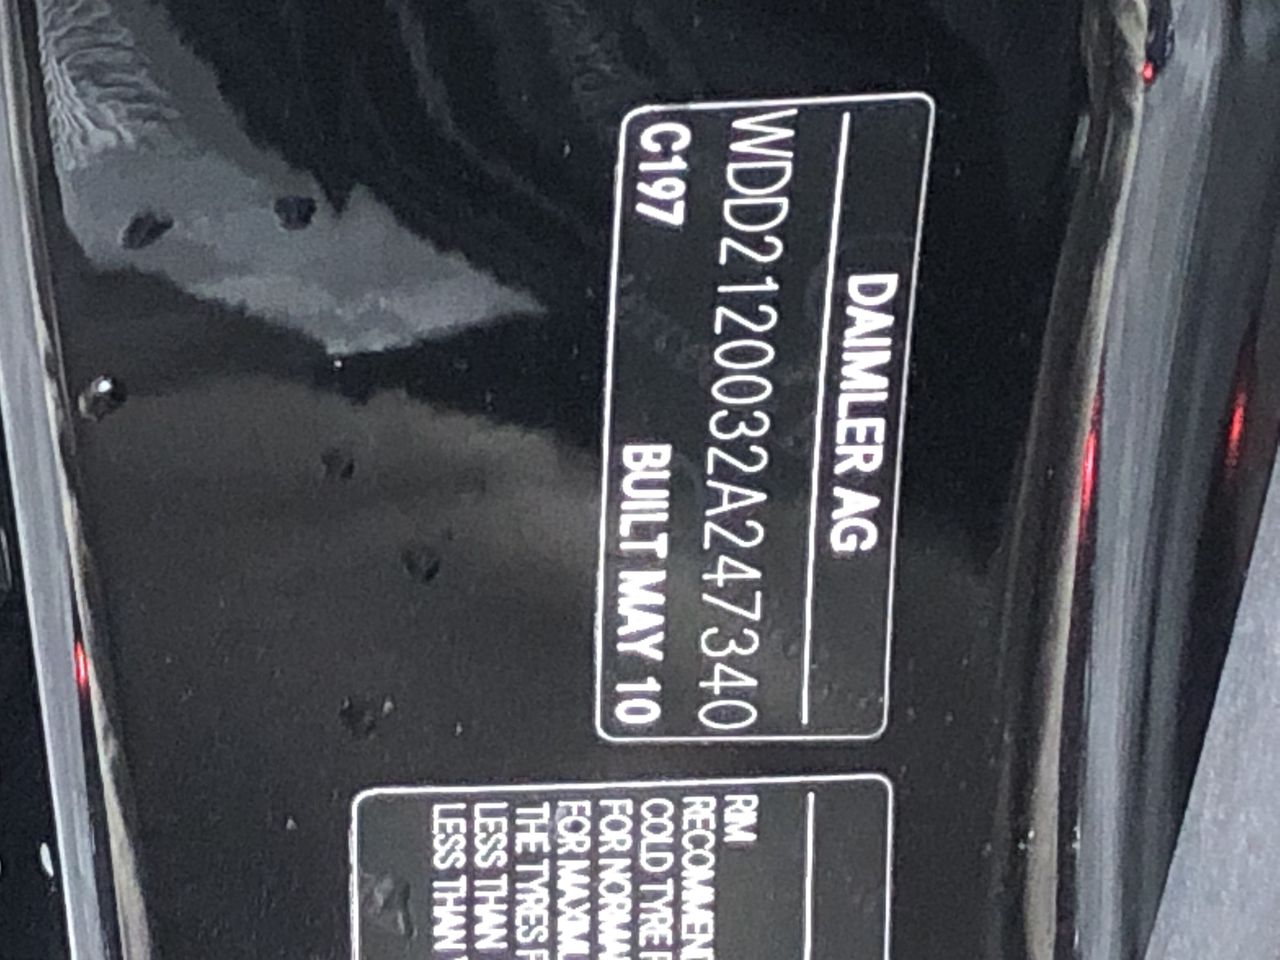 DAIMLER AG
WDD2120032A247340
C197 BUILT MAY 10
RIM
RECOMMEN
COLD TYRE
FOR NORMA
FOR MAXIM
THE TYRES
LESS THAN
LESS THAN